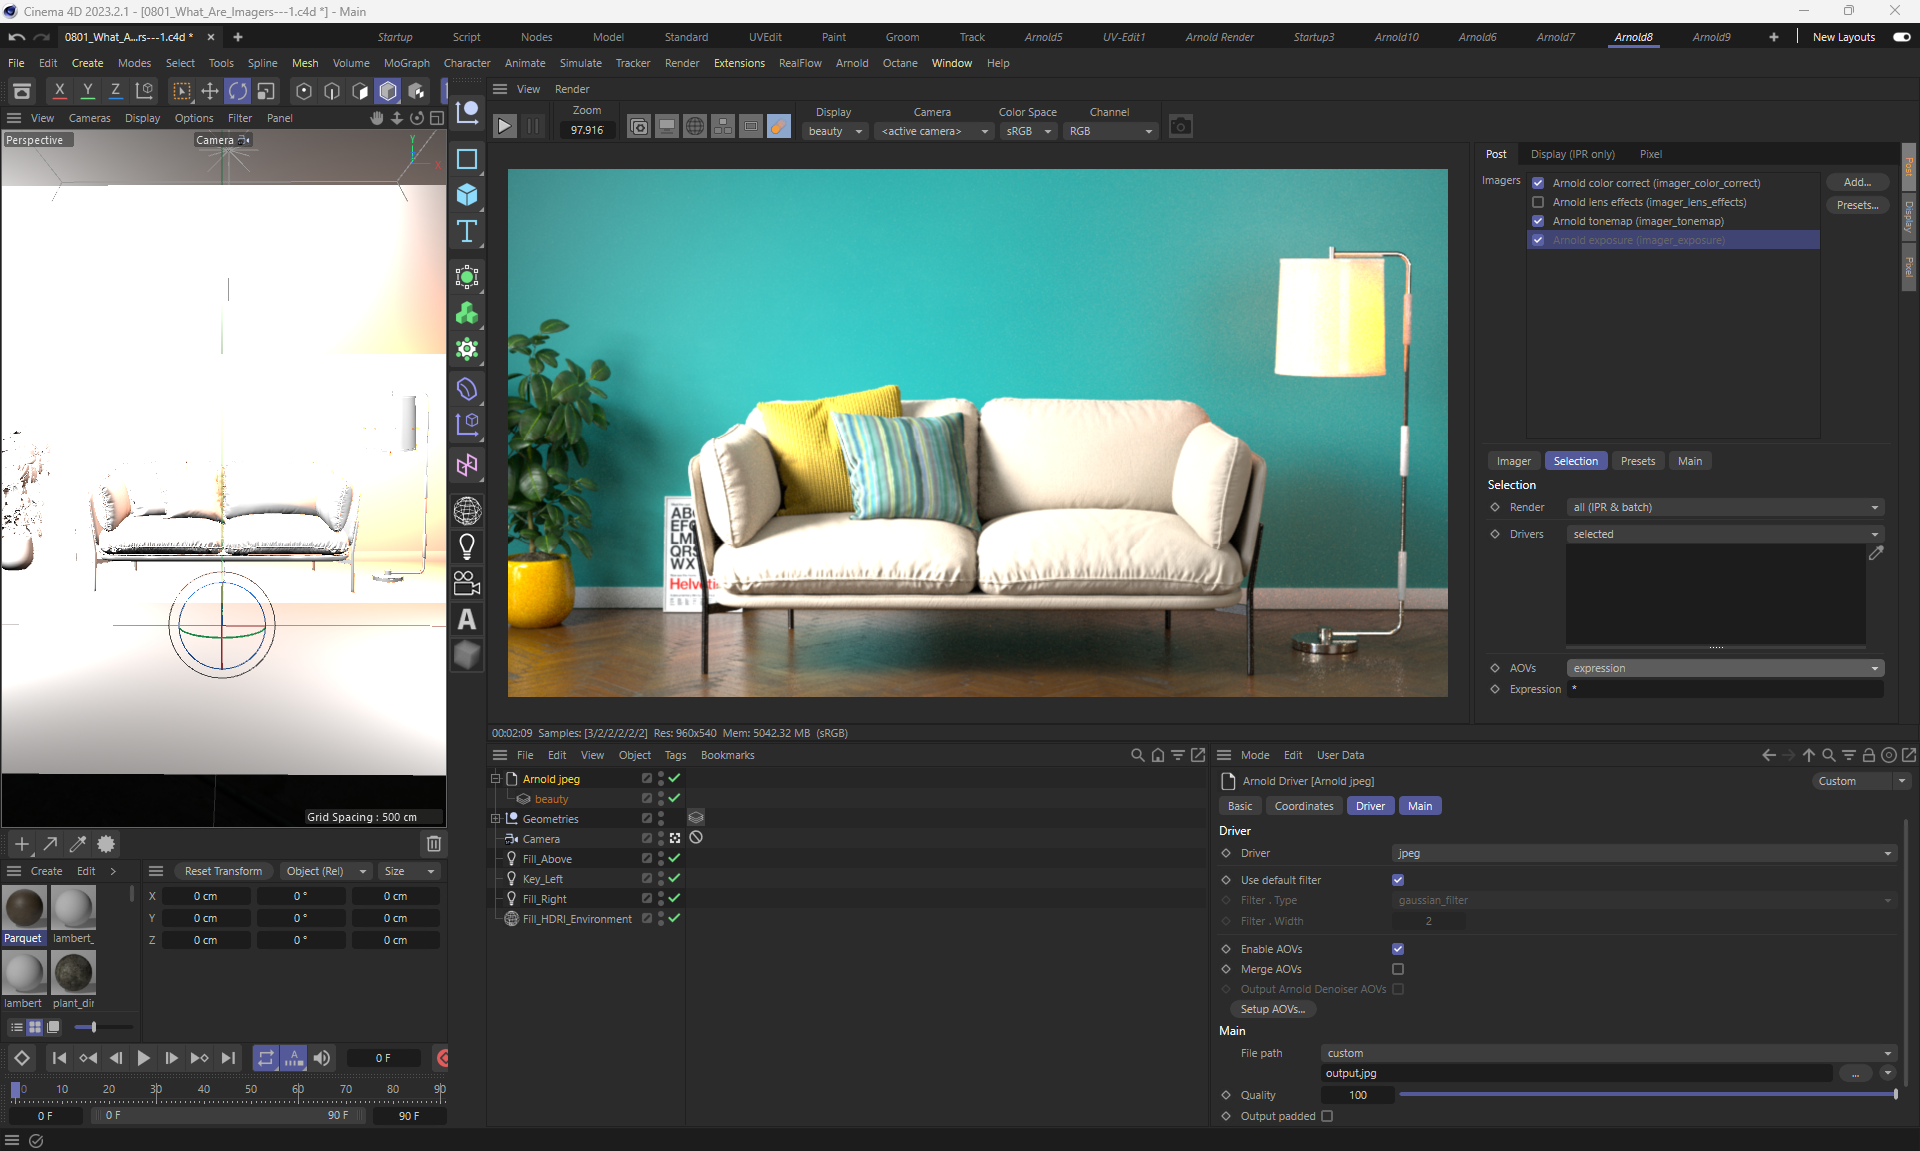 Cinema 4D 2023.2.1 - [0801_What_Are_Imagers---1.c4d *] - Main
0801_What_A...rs---1.c4d *
Startup Script Nodes Model Standard UVEdit Paint Groom Track Arnold5 UV-Edit1 Arnold Render Startup3 Arnold10 Arnold6 Arnold7 Arnold8 Arnold9 New Layouts
File Edit Create Modes Select Tools Spline Mesh Volume MoGraph Character Animate Simulate Tracker Render Extensions RealFlow Arnold Octane Window Help
X Y Z
View Render
View Cameras Display Options Filter Panel
Zoom
97.916
Display
beauty
Camera
<active camera>
Color Space
sRGB
Channel
RGB
Perspective
Camera
Y
X
Grid Spacing : 500 cm
ABC
EFG
LM
QRS
WX
Helveti
Post Display (IPR only) Pixel
Imagers
Arnold color correct (imager_color_correct)
Arnold lens effects (imager_lens_effects)
Arnold tonemap (imager_tonemap)
Arnold exposure (imager_exposure)
Add...
Presets...
Post
Display
Pixel
Imager Selection Presets Main
Selection
Render all (IPR & batch)
Drivers selected
AOVs expression
Expression *
00:02:09 Samples: [3/2/2/2/2/2] Res: 960x540 Mem: 5042.32 MB (sRGB)
File Edit View Object Tags Bookmarks
Arnold jpeg
beauty
Geometries
Camera
Fill_Above
Key_Left
Fill_Right
Fill_HDRI_Environment
Mode Edit User Data
Arnold Driver [Arnold jpeg]
Custom
Basic Coordinates Driver Main
Driver
Driver jpeg
Use default filter
Filter . Type gaussian_filter
Filter . Width 2
Enable AOVs
Merge AOVs
Output Arnold Denoiser AOVs
Setup AOVs...
Main
File path custom
output.jpg
...
Quality 100
Output padded
Create Edit
Parquet lambert_
lambert plant_dir
Reset Transform Object (Rel) Size
X 0 cm 0 ° 0 cm
Y 0 cm 0 ° 0 cm
Z 0 cm 0 ° 0 cm
0 F
0 10 20 30 40 50 60 70 80 90
0 F 0 F 90 F 90 F